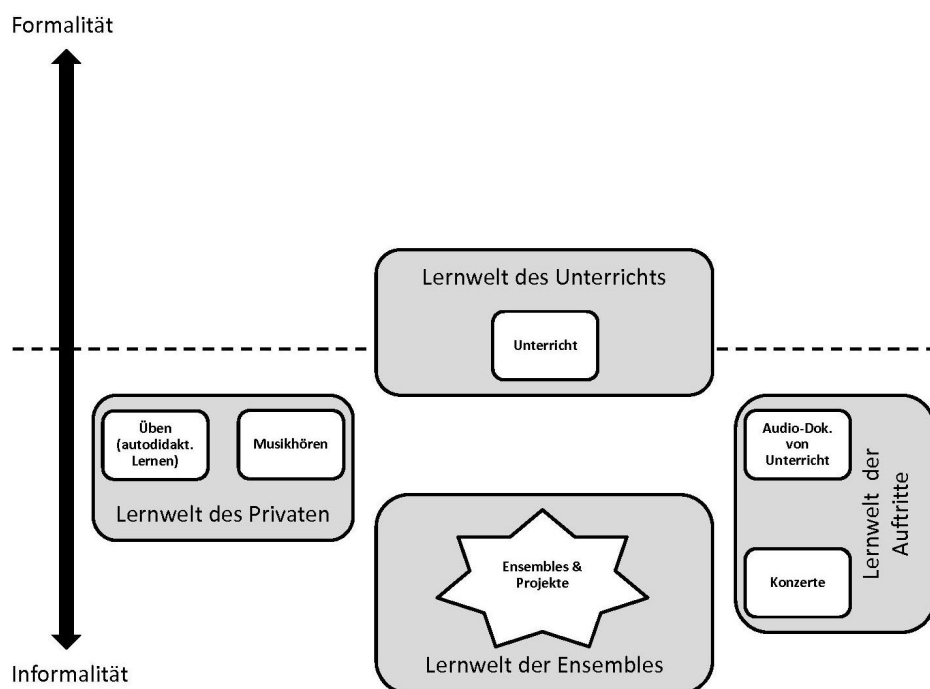 Formalität
Lernwelt des Unterrichts
Unterricht
Üben
(autodidakt.
Lernen)
Musikhören
Lernwelt des Privaten
Audio-Dok.
von
Unterricht
Konzerte
Lernwelt der
Auftritte
Ensembles &
Projekte
Lernwelt der Ensembles
Informalität